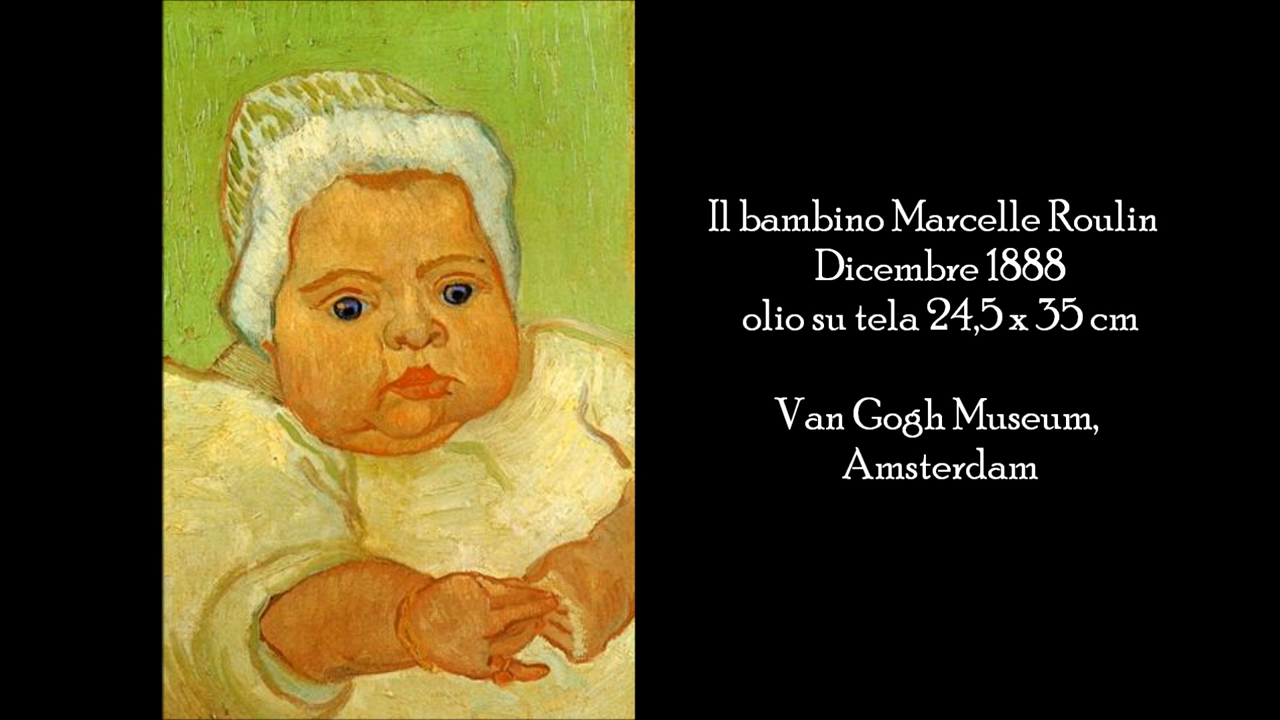 Il bambino Marcelle Roulin
Dicembre 1888
olio su tela 24,5 x 35 cm
Van Gogh Museum,
Amsterdam